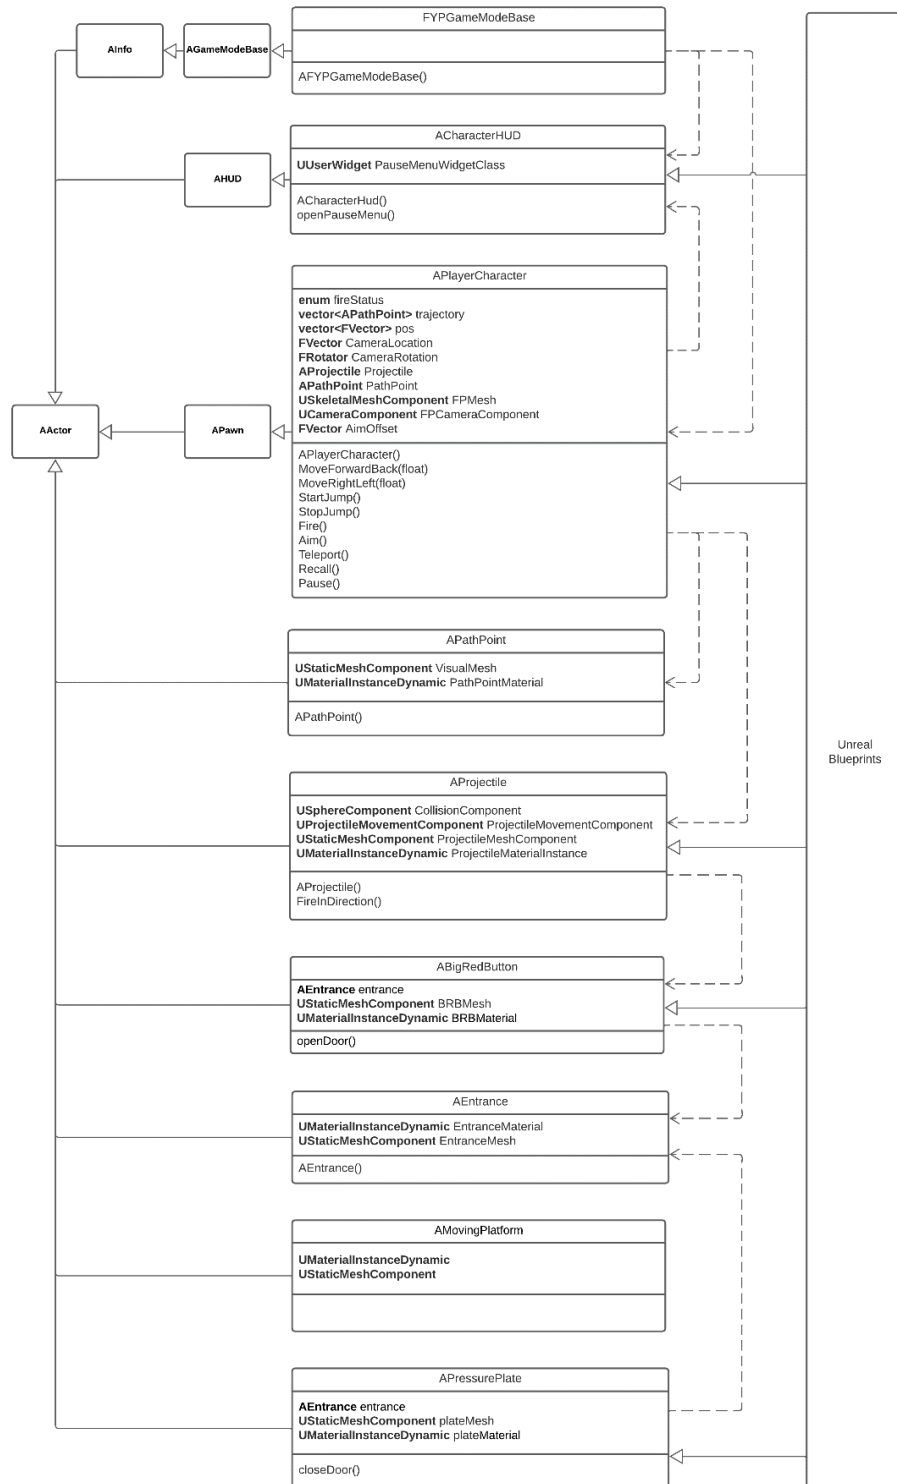 FYPGameModeBase
AInfo
AGameModeBase
AFYPGameModeBase()
ACharacterHUD
UUserWidget PauseMenuWidgetClass
AHUD
ACharacterHud()
openPauseMenu()
APlayerCharacter
enum fireStatus
vector<APathPoint> trajectory
vector<FVector> pos
FVector CameraLocation
FRotator CameraRotation
AProjectile Projectile
APathPoint PathPoint
USkeletalMeshComponent FPMesh
UCameraComponent FPCameraComponent
FVector AimOffset
AActor
APawn
APlayerCharacter()
MoveForwardBack(float)
MoveRightLeft(float)
StartJump()
StopJump()
Fire()
Aim()
Teleport()
Recall()
Pause()
APathPoint
UStaticMeshComponent VisualMesh
UMaterialInstanceDynamic PathPointMaterial
APathPoint()
Unreal
Blueprints
AProjectile
USphereComponent CollisionComponent
UProjectileMovementComponent ProjectileMovementComponent
UStaticMeshComponent ProjectileMeshComponent
UMaterialInstanceDynamic ProjectileMaterialInstance
AProjectile()
FireInDirection()
ABigRedButton
AEntrance entrance
UStaticMeshComponent BRBMesh
UMaterialInstanceDynamic BRBMaterial
openDoor()
AEntrance
UMaterialInstanceDynamic EntranceMaterial
UStaticMeshComponent EntranceMesh
AEntrance()
AMovingPlatform
UMaterialInstanceDynamic
UStaticMeshComponent
APressurePlate
AEntrance entrance
UStaticMeshComponent plateMesh
UMaterialInstanceDynamic plateMaterial
closeDoor()